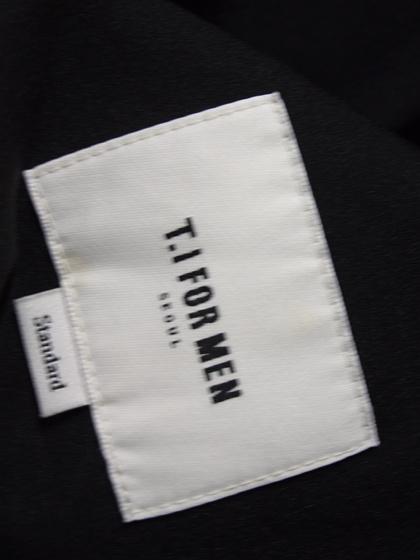 T.I FOR MEN
SEOUL
Standard